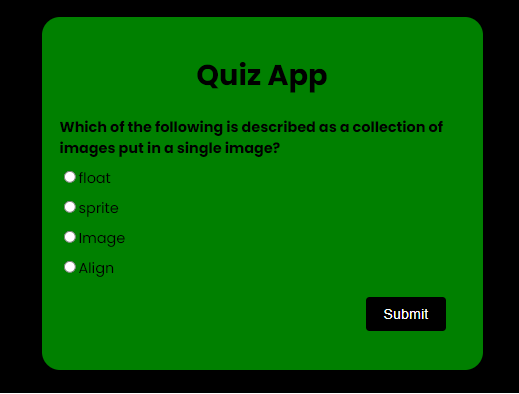 Quiz App
Which of the following is described as a collection of
images put in a single image?
float
sprite
Image
Align
Submit